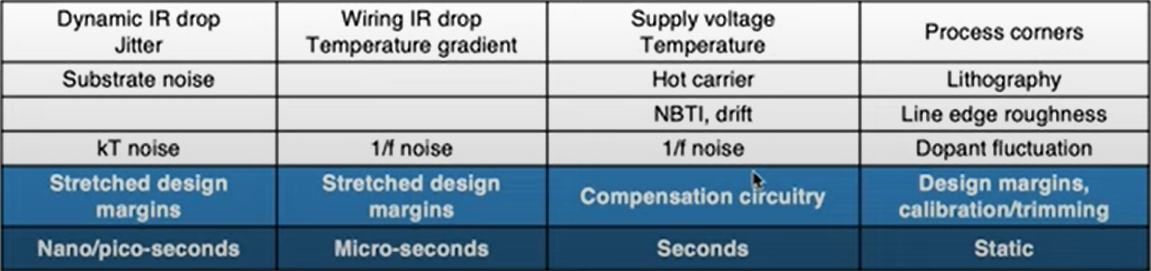 Dynamic IR drop
Jitter
Wiring IR drop
Temperature gradient
Supply voltage
Temperature
Process corners
Substrate noise
Hot carrier
Lithography
NBTI, drift
Line edge roughness
kT noise
1/f noise
1/f noise
Dopant fluctuation
Stretched design
margins
Stretched design
margins
Compensation circuitry
Design margins,
calibration/trimming
Nano/pico-seconds
Micro-seconds
Seconds
Static